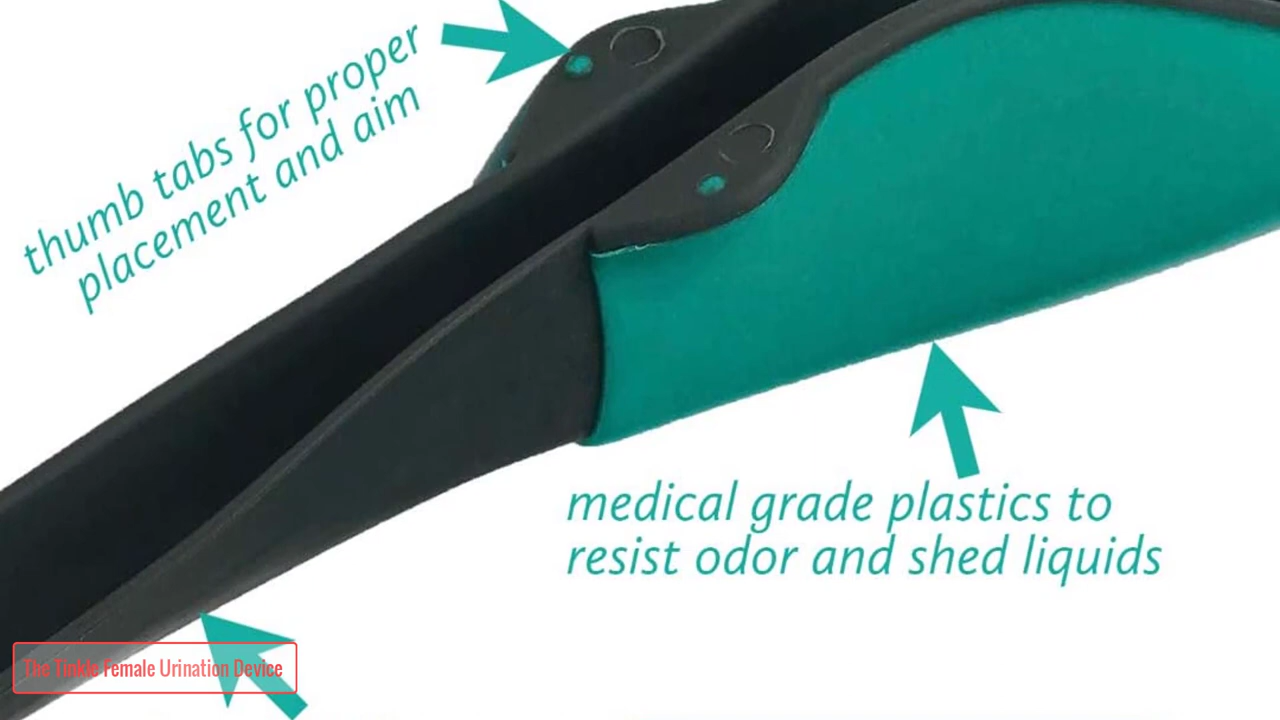 thumb tabs for proper
placement and aim
medical grade plastics to
resist odor and shed liquids
The Tinkle Female Urination Device